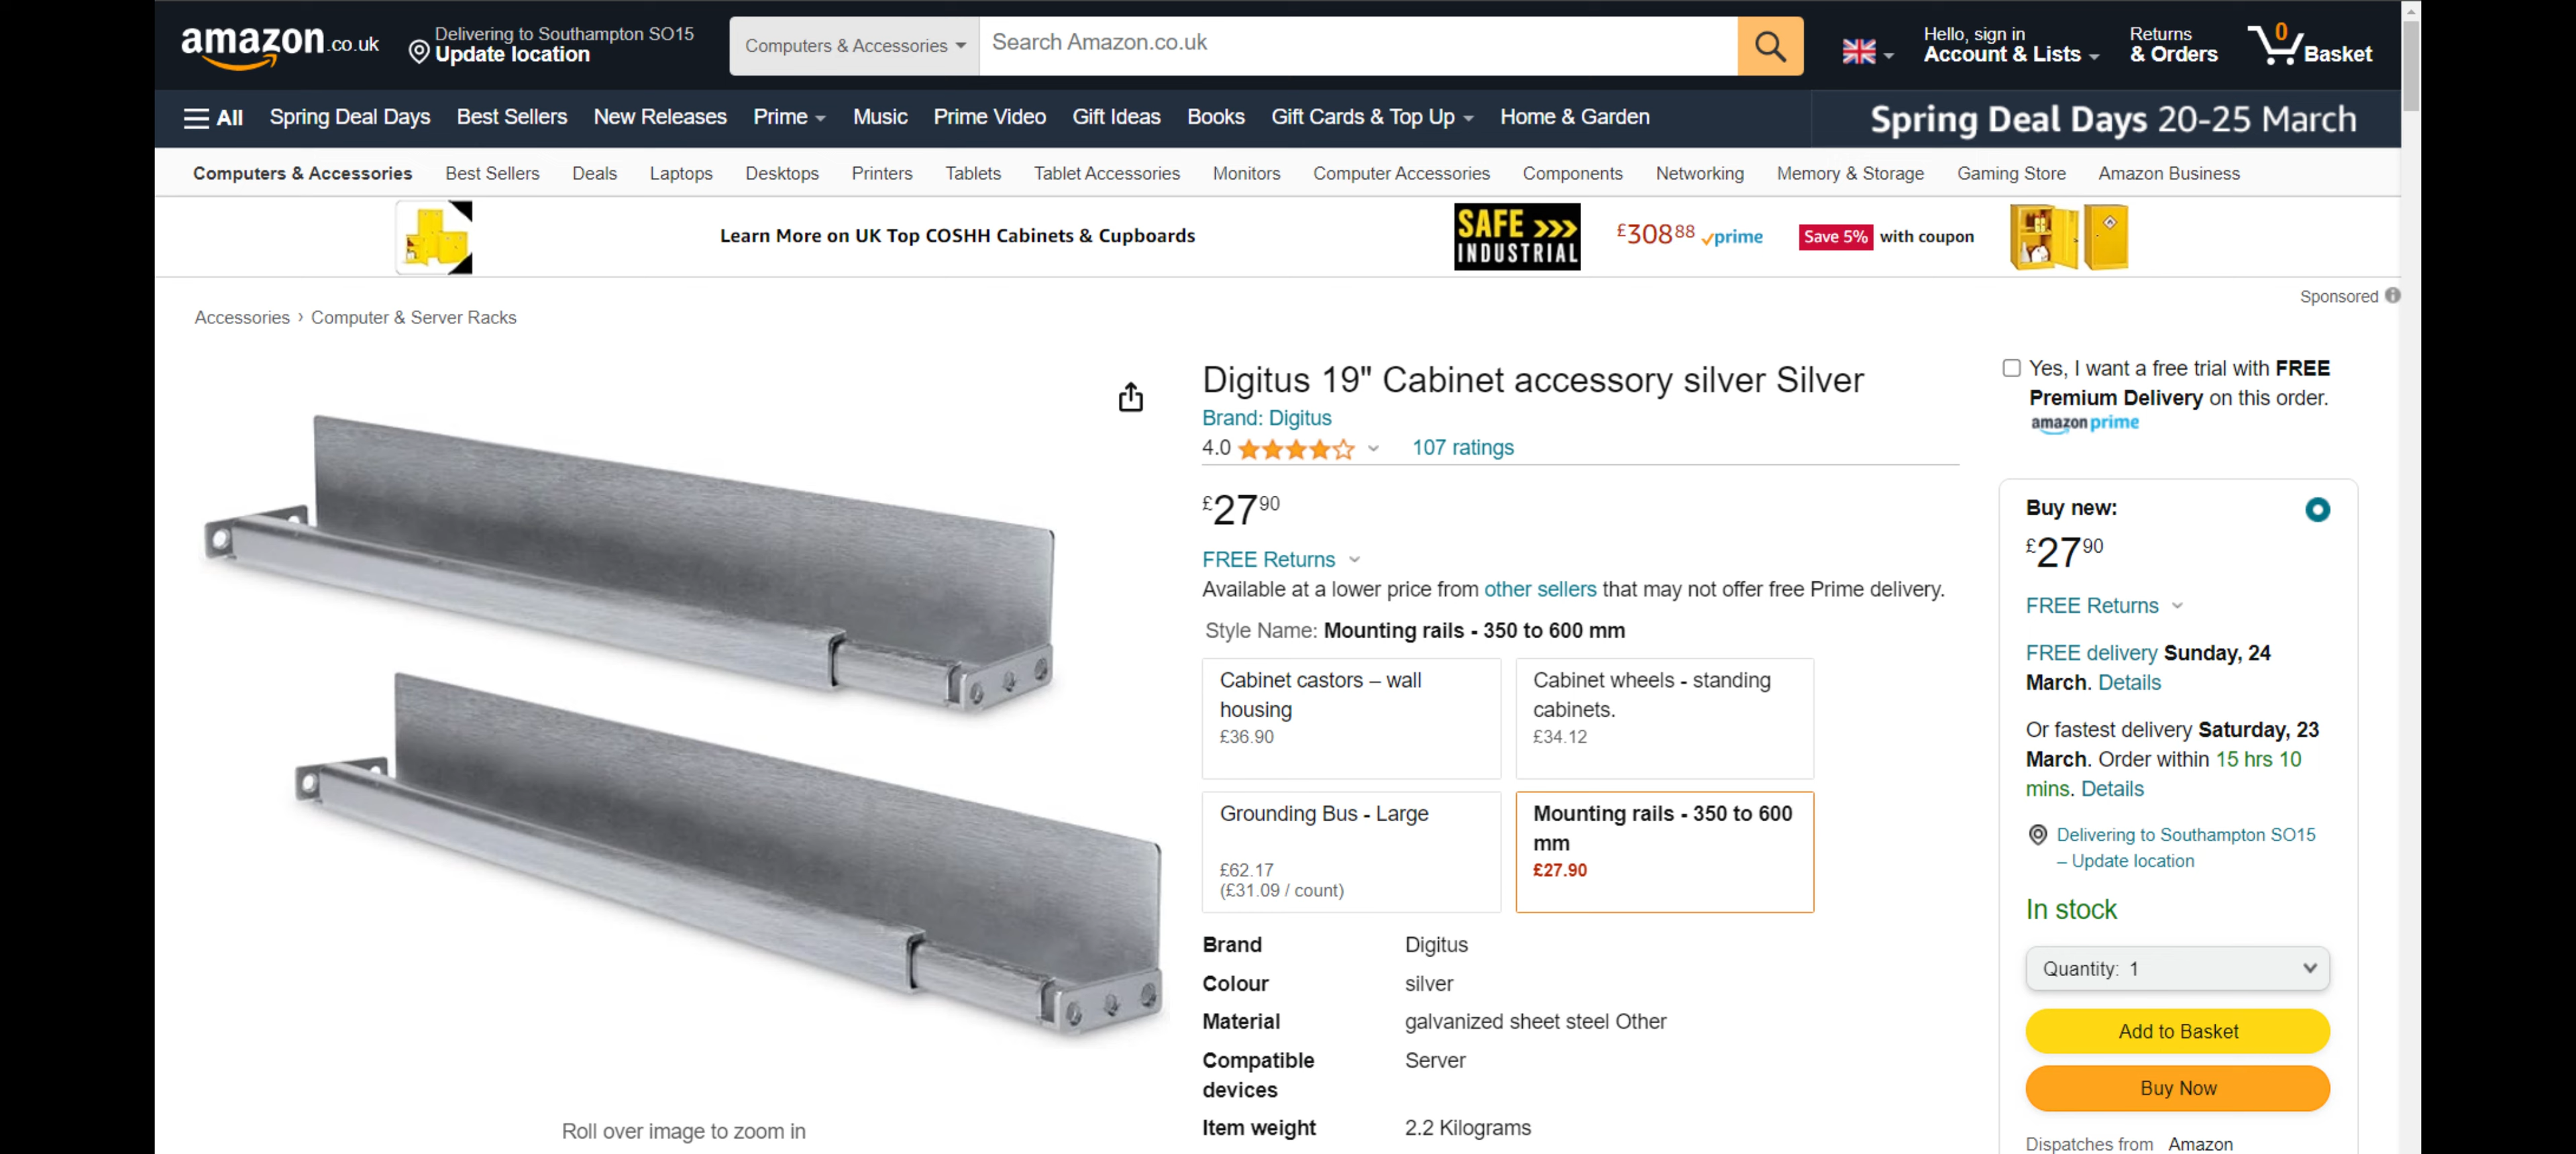 amazon.co.uk
Delivering to Southampton SO15
Update location
Computers & Accessories
Search Amazon.co.uk
Hello, sign in
Account & Lists
Returns
& Orders
0
Basket
All
Spring Deal Days
Best Sellers
New Releases
Prime
Music
Prime Video
Gift Ideas
Books
Gift Cards & Top Up
Home & Garden
Spring Deal Days 20-25 March
Computers & Accessories
Best Sellers
Deals
Laptops
Desktops
Printers
Tablets
Tablet Accessories
Monitors
Computer Accessories
Components
Networking
Memory & Storage
Gaming Store
Amazon Business
Learn More on UK Top COSHH Cabinets & Cupboards
SAFE >>>
INDUSTRIAL
£308 88 prime
Save 5% with coupon
Sponsored
Accessories › Computer & Server Racks
Digitus 19" Cabinet accessory silver Silver
Brand: Digitus
4.0
107 ratings
£27 90
FREE Returns
Available at a lower price from other sellers that may not offer free Prime delivery.
Style Name: Mounting rails - 350 to 600 mm
Cabinet castors – wall
housing
£36.90
Cabinet wheels - standing
cabinets.
£34.12
Grounding Bus - Large
£62.17
(£31.09 / count)
Mounting rails - 350 to 600
mm
£27.90
Brand Digitus
Colour silver
Material galvanized sheet steel Other
Compatible Server
devices
Item weight 2.2 Kilograms
Roll over image to zoom in
Yes, I want a free trial with FREE
Premium Delivery on this order.
amazon prime
Buy new:
£27 90
FREE Returns
FREE delivery Sunday, 24
March. Details
Or fastest delivery Saturday, 23
March. Order within 15 hrs 10
mins. Details
Delivering to Southampton SO15
– Update location
In stock
Quantity: 1
Add to Basket
Buy Now
Dispatches from Amazon